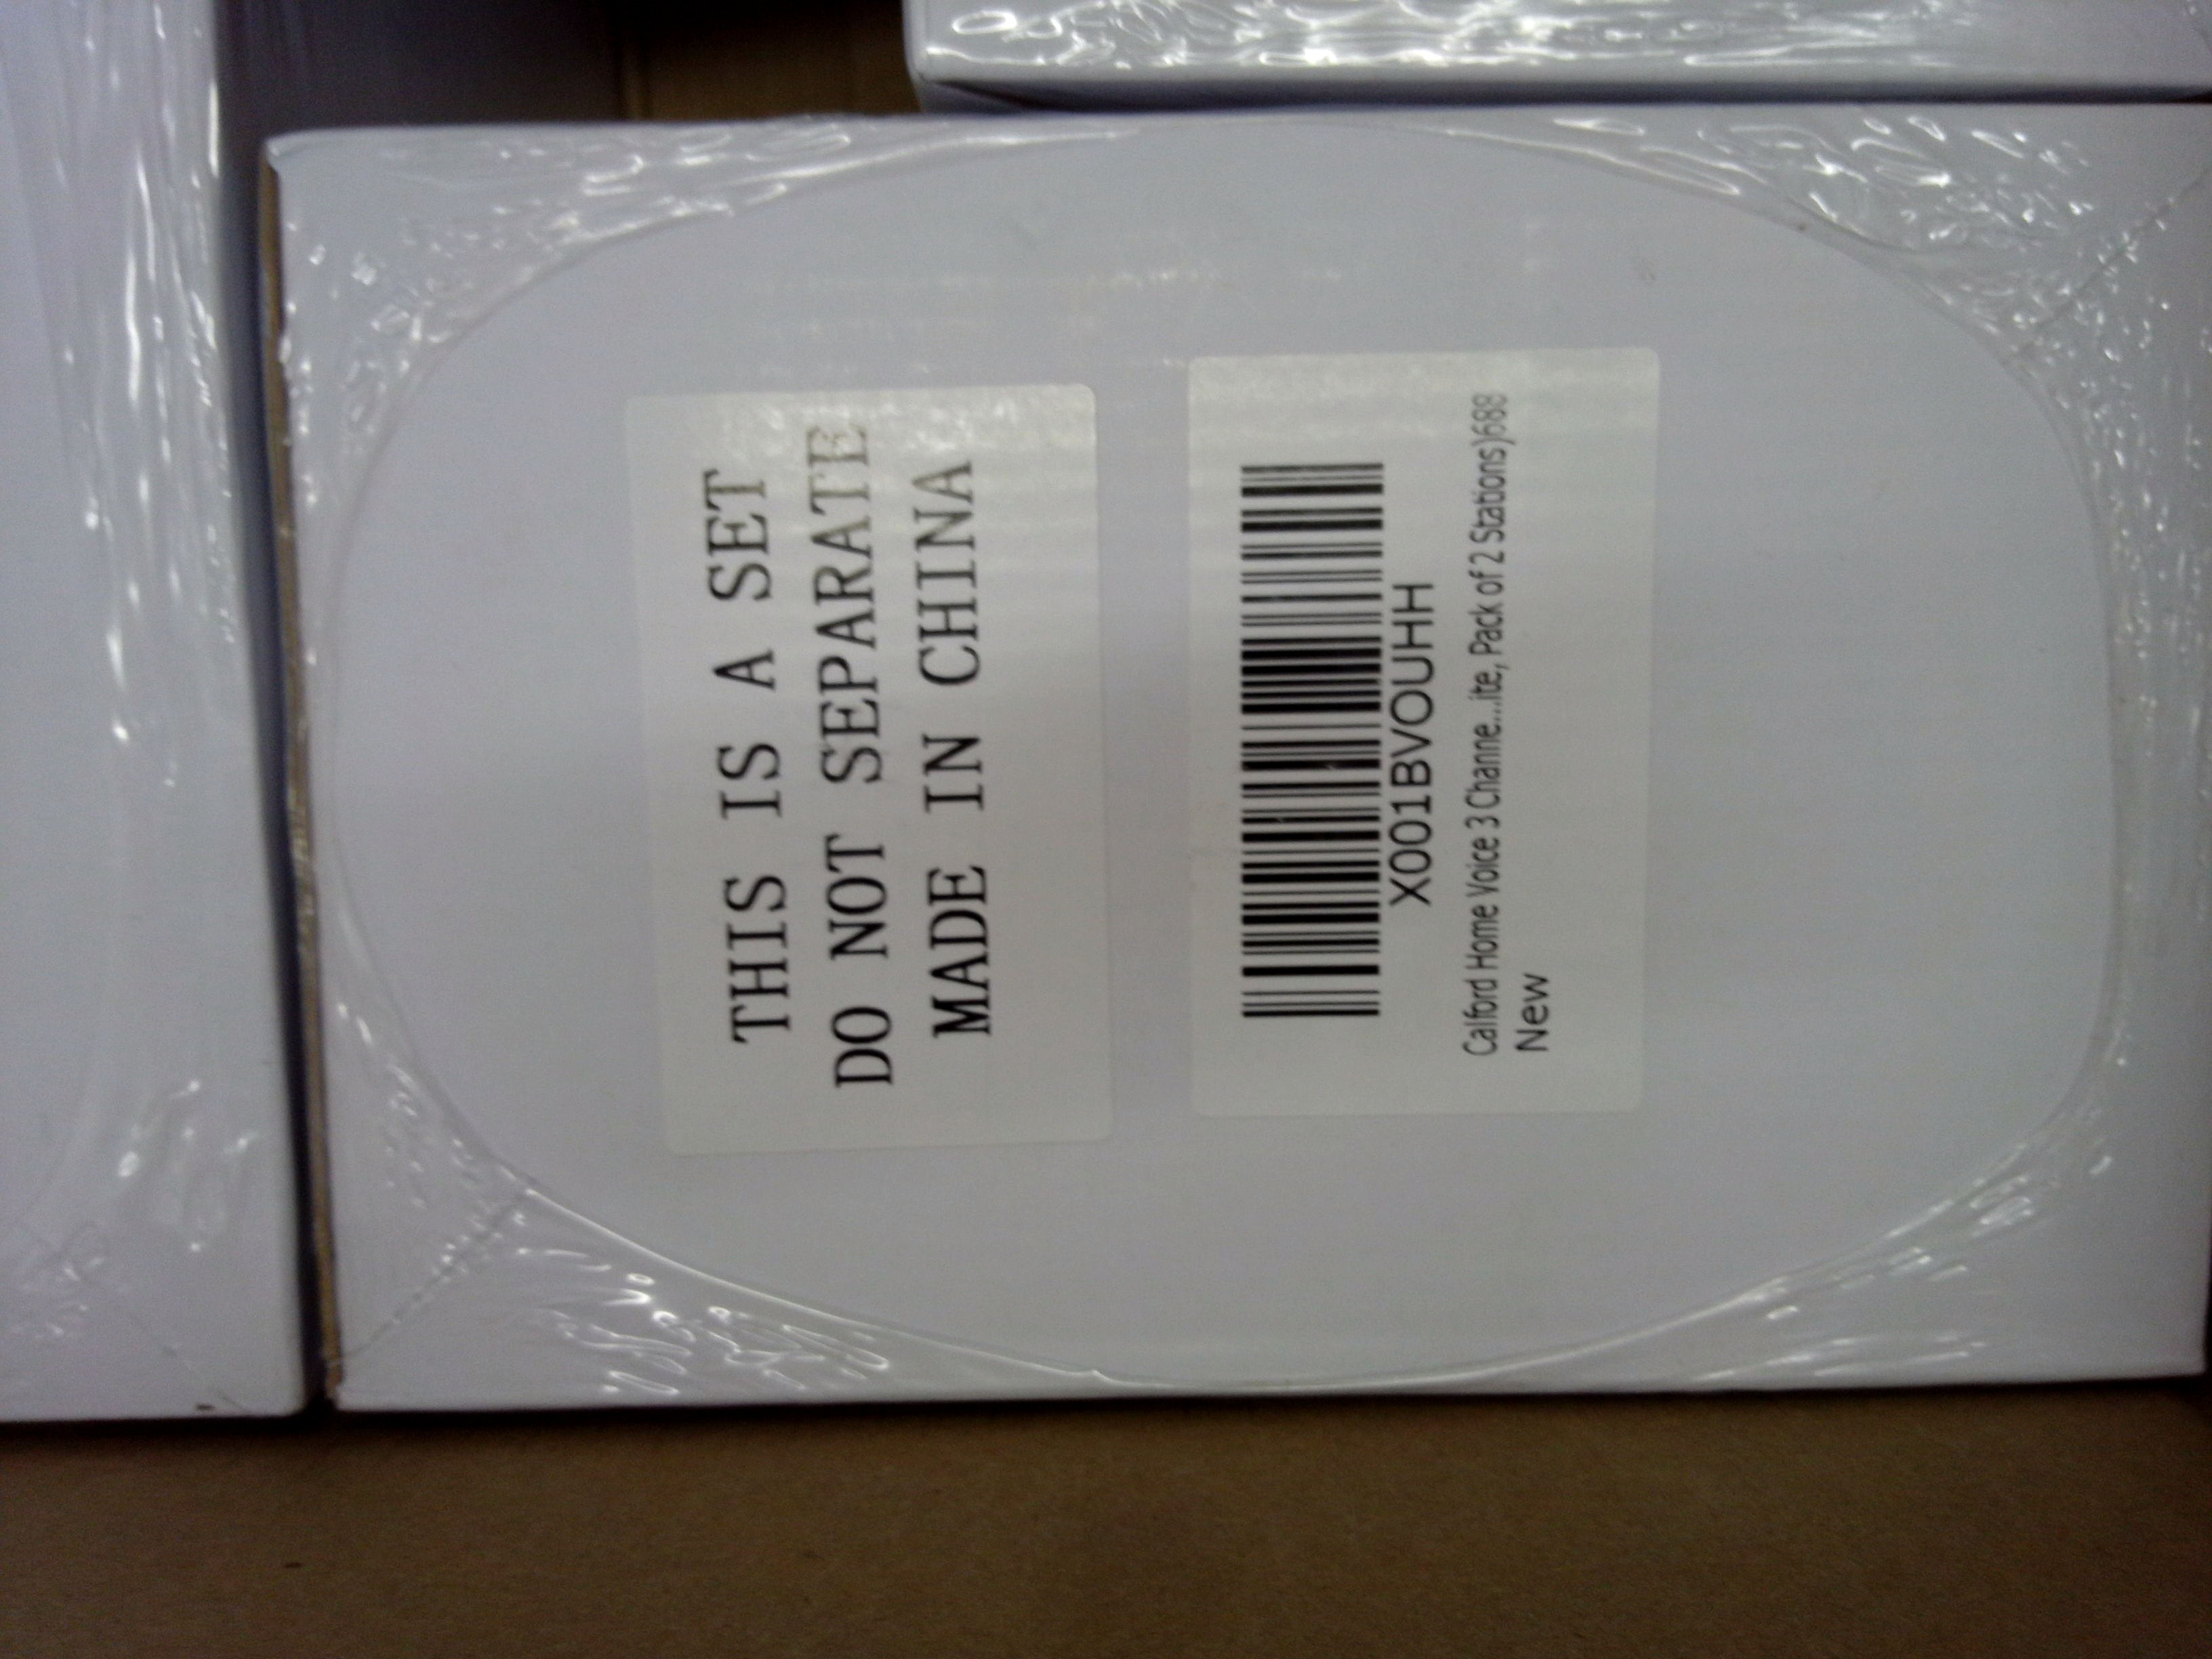 THIS IS A SET
DO NOT SEPARATE
MADE IN CHINA
X001BVOUHH
Calford Home Voice 3 Channe...ite, Pack of 2 Stations)688
New